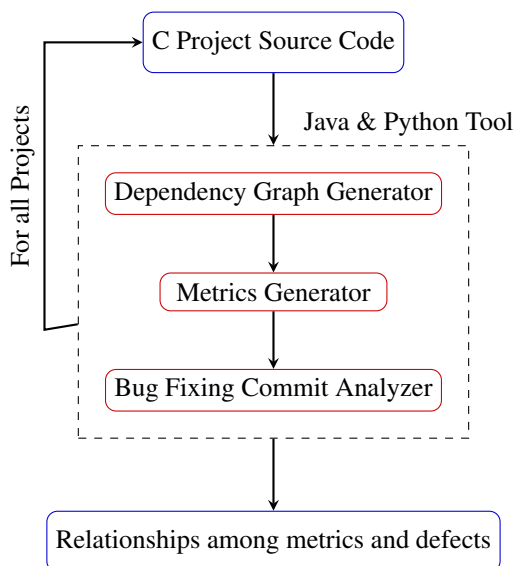 C Project Source Code
Java & Python Tool
For all Projects
Dependency Graph Generator
Metrics Generator
Bug Fixing Commit Analyzer
Relationships among metrics and defects